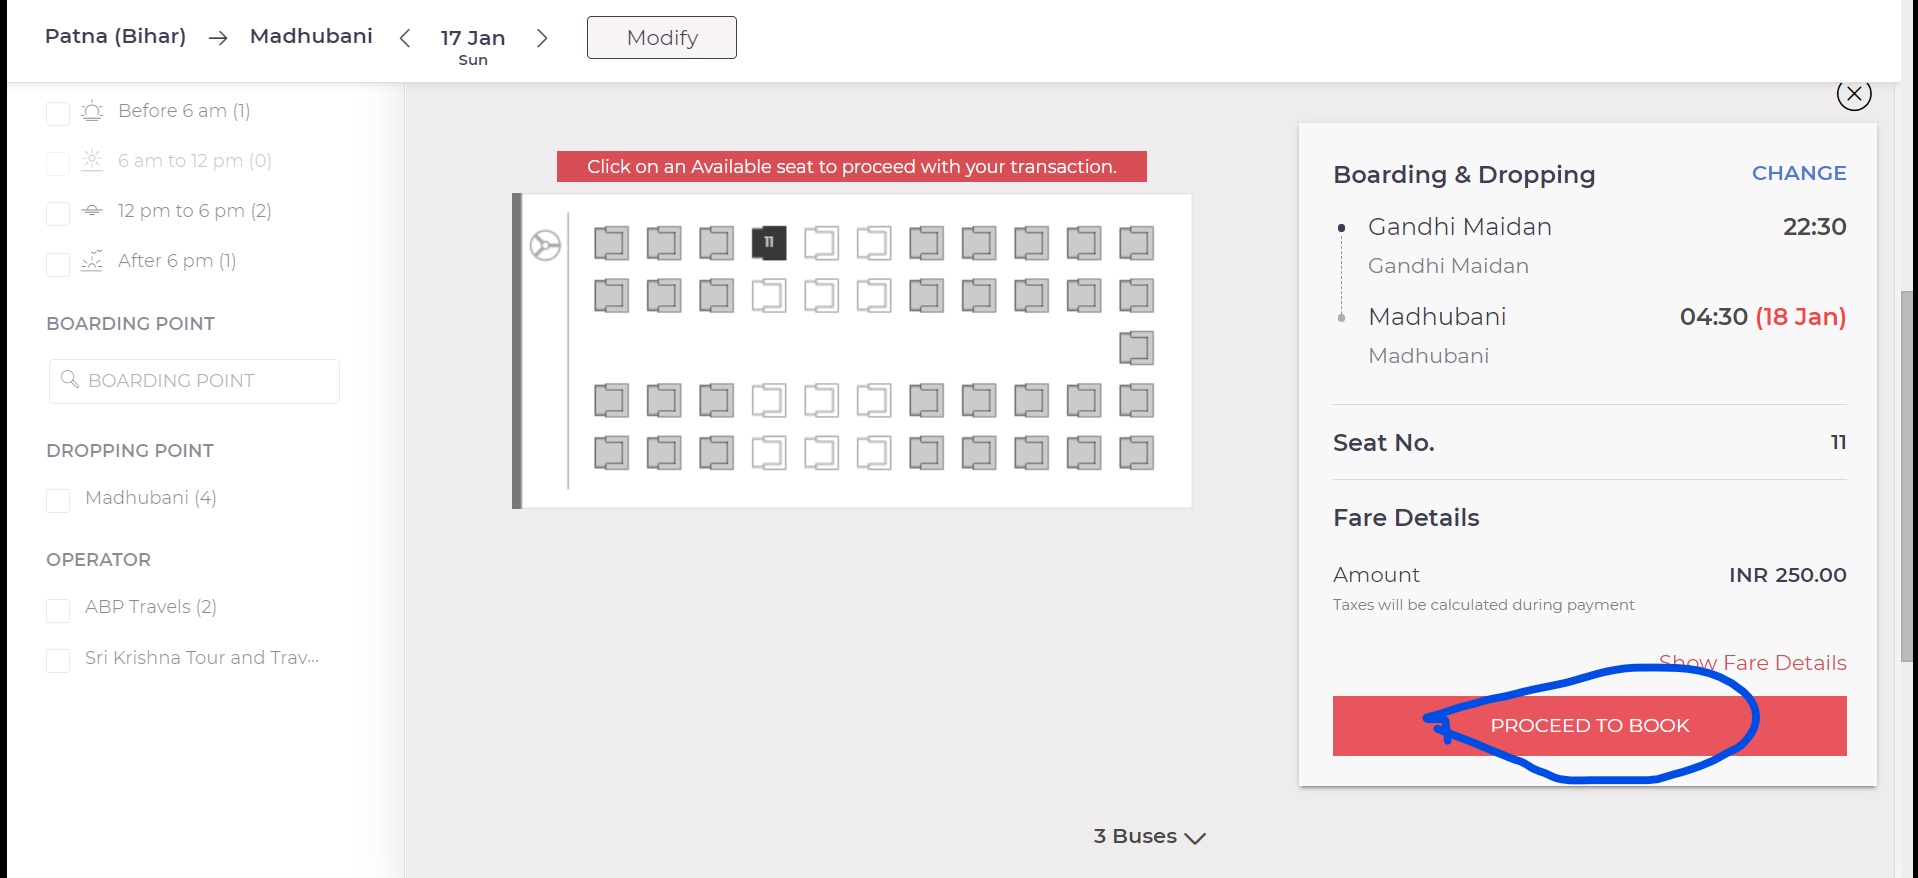 Patna (Bihar) → Madhubani < 17 Jan > Modify
Sun
Before 6 am (1)
6 am to 12 pm (0)
12 pm to 6 pm (2)
After 6 pm (1)
BOARDING POINT
BOARDING POINT
DROPPING POINT
Madhubani (4)
OPERATOR
ABP Travels (2)
Sri Krishna Tour and Trav...
Click on an Available seat to proceed with your transaction.
11
3 Buses
Boarding & Dropping CHANGE
Gandhi Maidan 22:30
Gandhi Maidan
Madhubani 04:30 (18 Jan)
Madhubani
Seat No. 11
Fare Details
Amount INR 250.00
Taxes will be calculated during payment
Show Fare Details
PROCEED TO BOOK